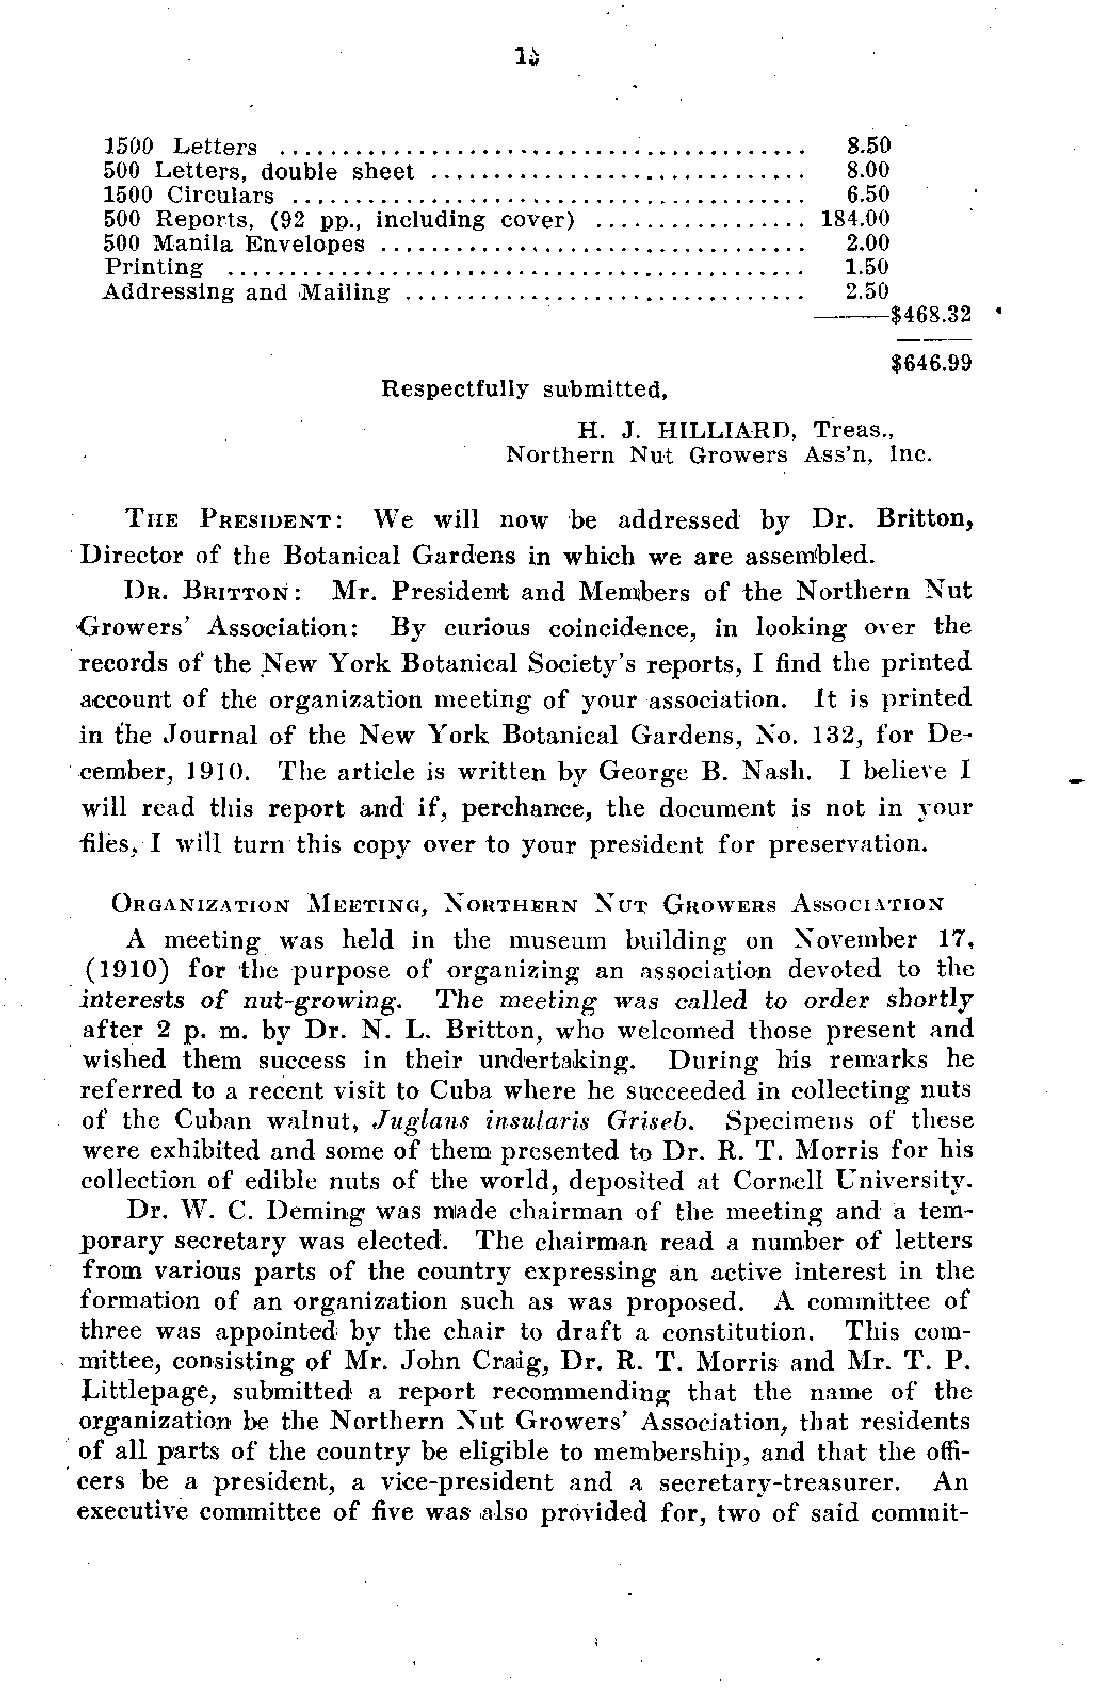 15
1500 Letters .......................................... 8.50
500 Letters, double sheet .............................. 8.00
1500 Circulars ......................................... 6.50
500 Reports, (92 pp., including cover) ................. 184.00
500 Manila Envelopes .................................. 2.00
Printing .............................................. 1.50
Addressing and Mailing ................................ 2.50
———$468.32
———
$646.99
Respectfully submitted,
H. J. HILLIARD, Treas.,
Northern Nut Growers Ass'n, Inc.
THE PRESIDENT: We will now be addressed by Dr. Britton,
Director of the Botanical Gardens in which we are assembled.
DR. BRITTON: Mr. President and Members of the Northern Nut
Growers' Association: By curious coincidence, in looking over the
records of the New York Botanical Society's reports, I find the printed
account of the organization meeting of your association. It is printed
in the Journal of the New York Botanical Gardens, No. 132, for De-
cember, 1910. The article is written by George B. Nash. I believe I
will read this report and if, perchance, the document is not in your
files, I will turn this copy over to your president for preservation.
ORGANIZATION MEETING, NORTHERN NUT GROWERS ASSOCIATION
A meeting was held in the museum building on November 17,
(1910) for the purpose of organizing an association devoted to the
interests of nut-growing. The meeting was called to order shortly
after 2 p. m. by Dr. N. L. Britton, who welcomed those present and
wished them success in their undertaking. During his remarks he
referred to a recent visit to Cuba where he succeeded in collecting nuts
of the Cuban walnut, Juglans insularis Griseb. Specimens of these
were exhibited and some of them presented to Dr. R. T. Morris for his
collection of edible nuts of the world, deposited at Cornell University.
Dr. W. C. Deming was made chairman of the meeting and a tem-
porary secretary was elected. The chairman read a number of letters
from various parts of the country expressing an active interest in the
formation of an organization such as was proposed. A committee of
three was appointed by the chair to draft a constitution. This com-
mittee, consisting of Mr. John Craig, Dr. R. T. Morris and Mr. T. P.
Littlepage, submitted a report recommending that the name of the
organization be the Northern Nut Growers' Association, that residents
of all parts of the country be eligible to membership, and that the offi-
cers be a president, a vice-president and a secretary-treasurer. An
executive committee of five was also provided for, two of said commit-